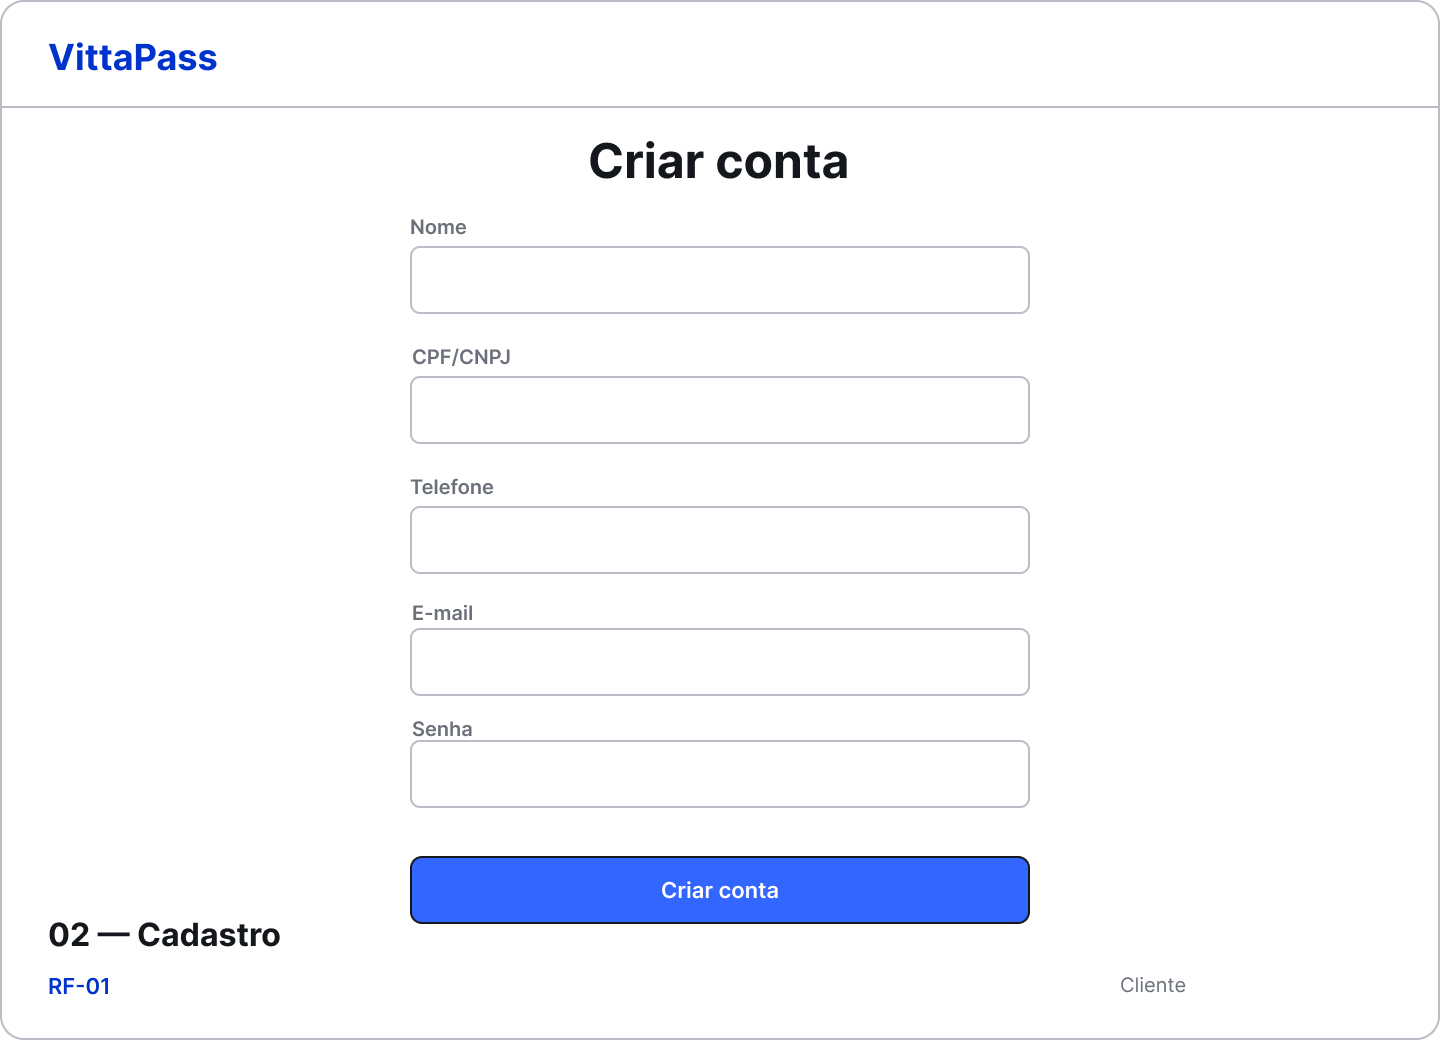 VittaPass
Criar conta
Nome
CPF/CNPJ
Telefone
E-mail
Senha
Criar conta
02 — Cadastro
RF-01
Cliente